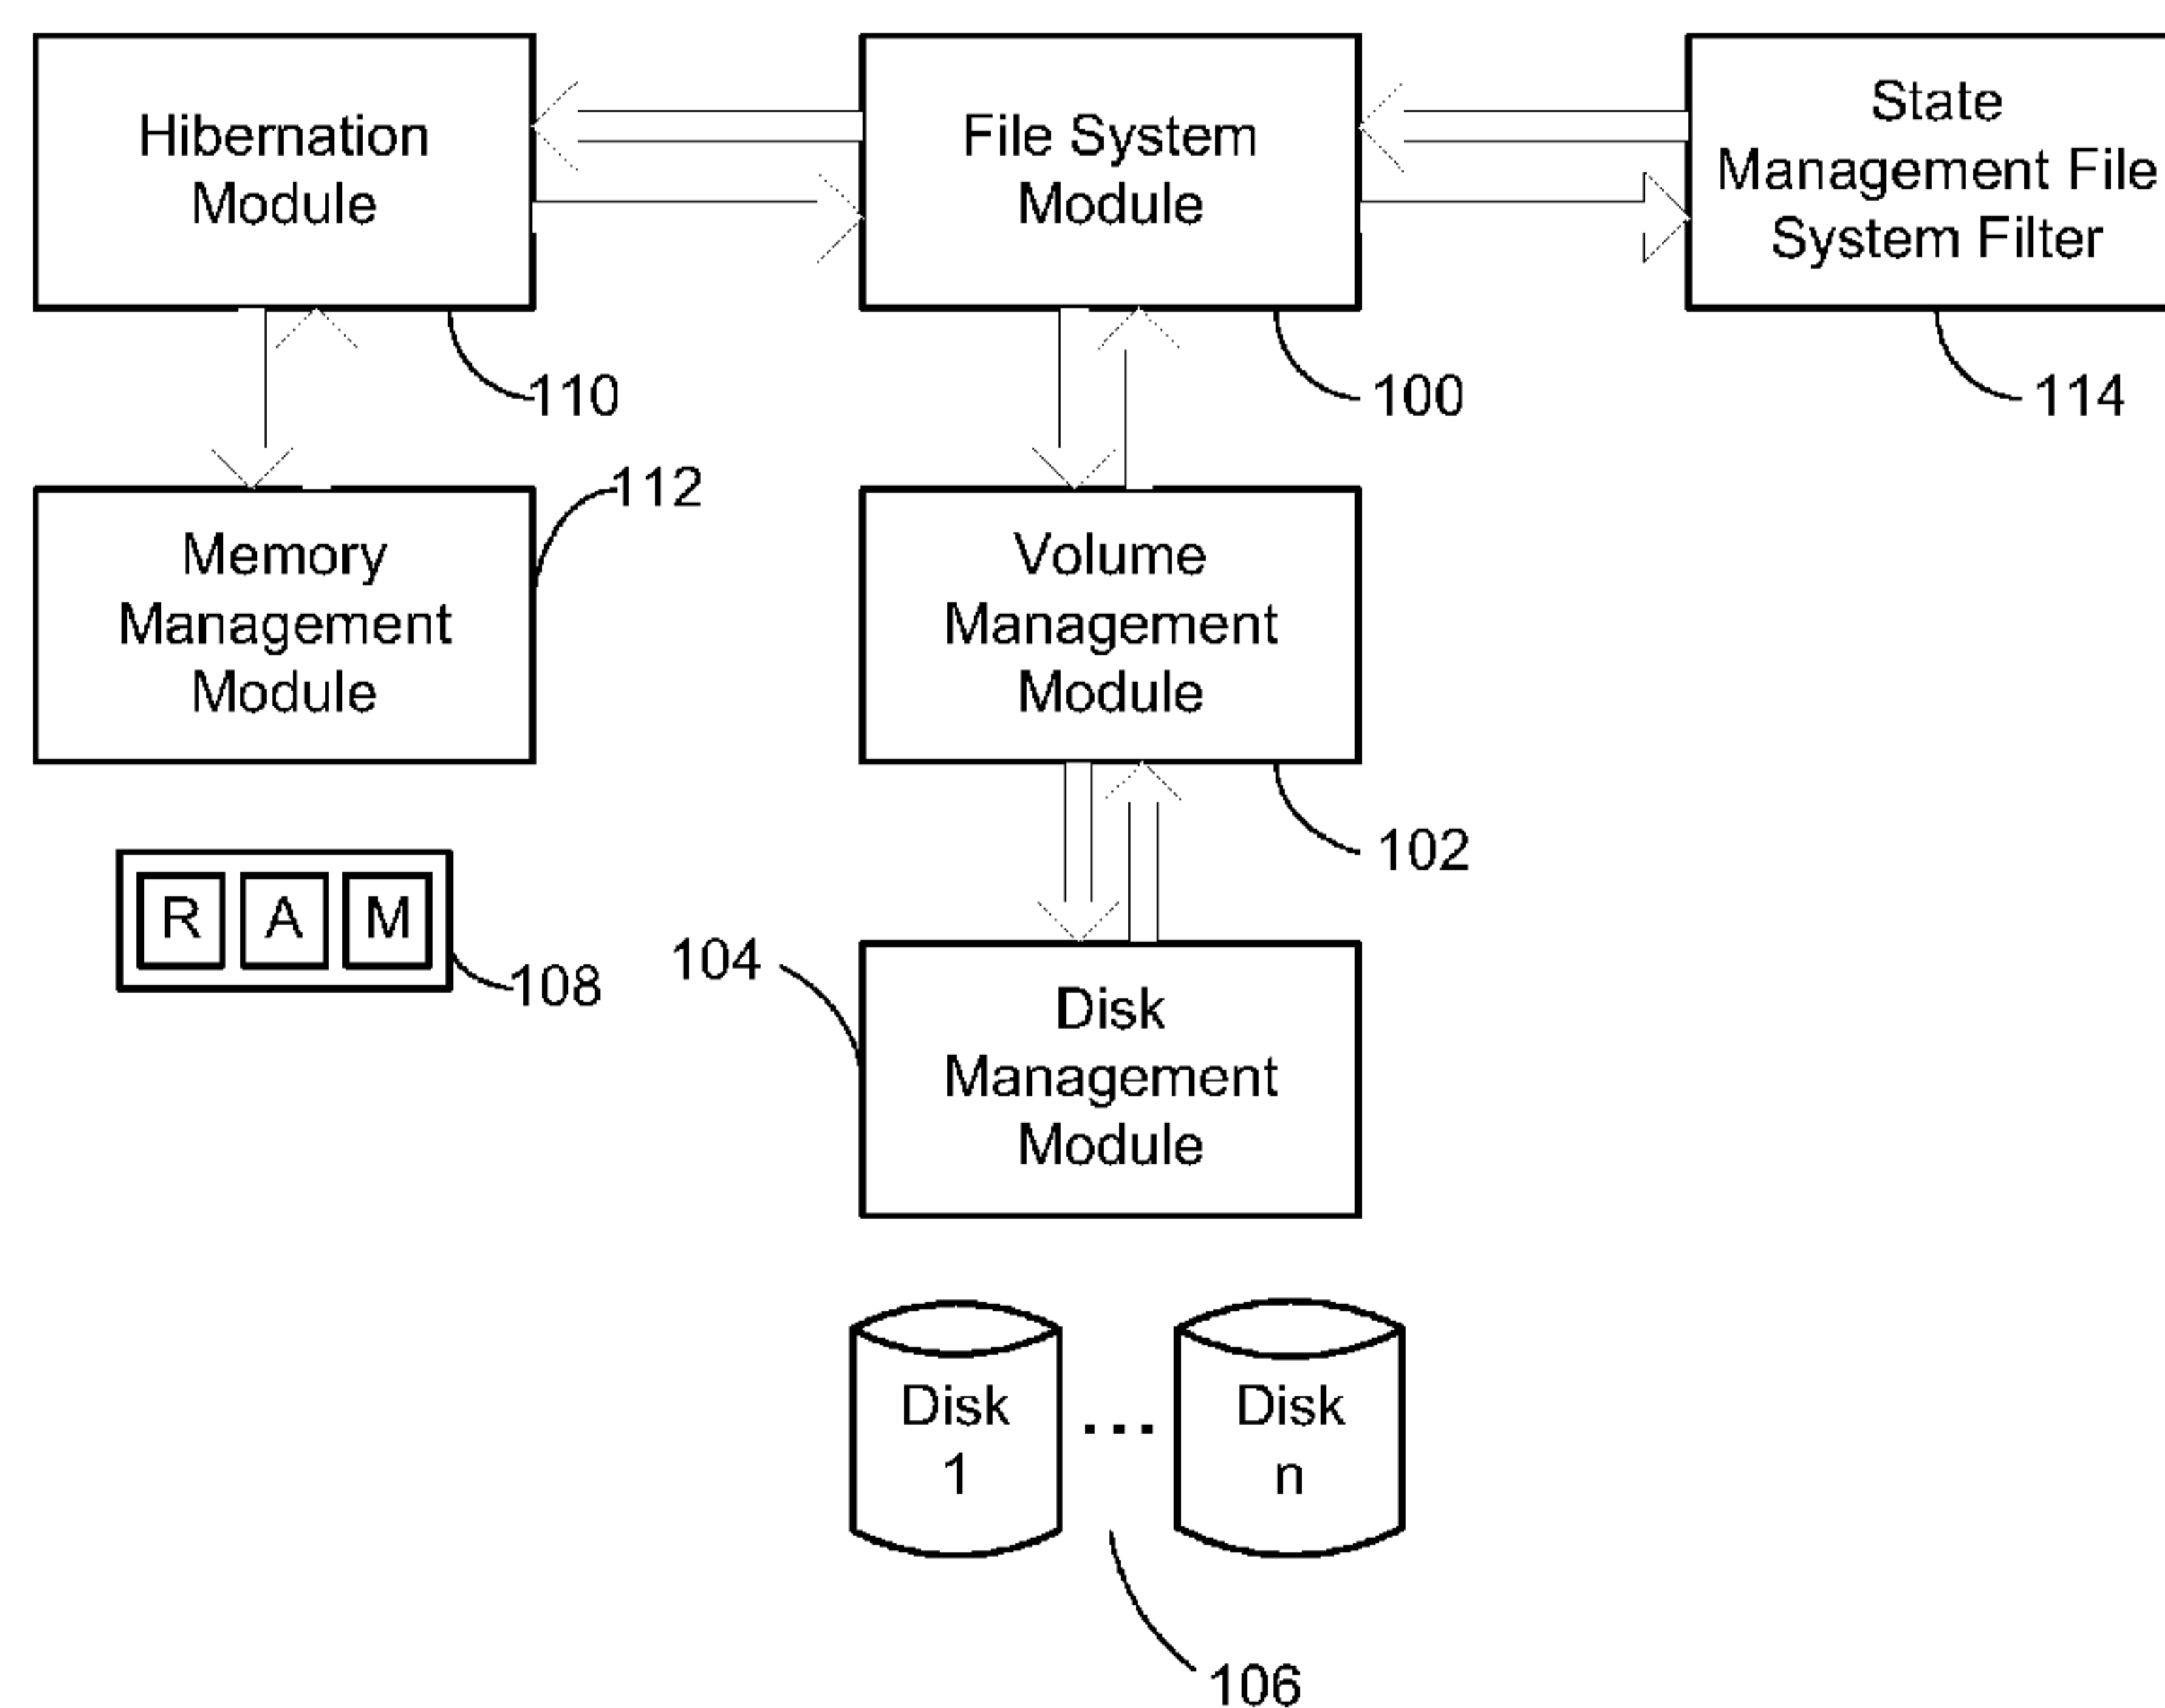 Hibernation
Module
File System
Module
State
Management File
System Filter
110
100
114
112
Memory
Management
Module
Volume
Management
Module
102
R A M
108
104
Disk
Management
Module
Disk
1
...
Disk
n
106